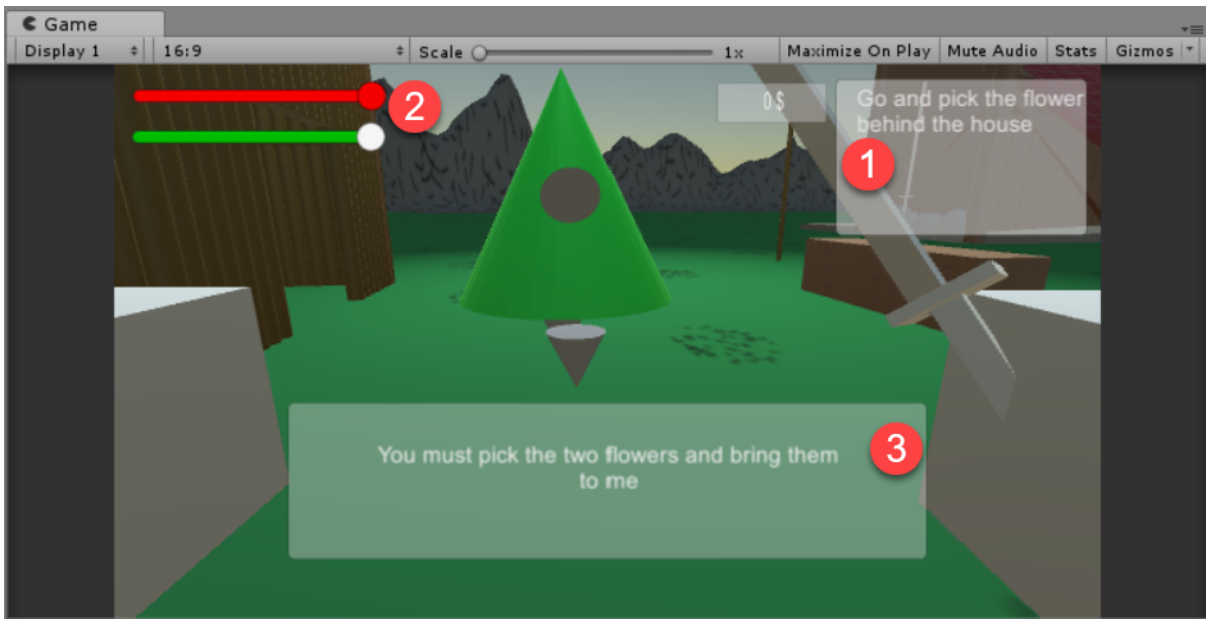 Game
Display 1 16:9 Scale 1x Maximize On Play Mute Audio Stats Gizmos
2
0$
Go and pick the flower
behind the house
1
You must pick the two flowers and bring them
to me
3